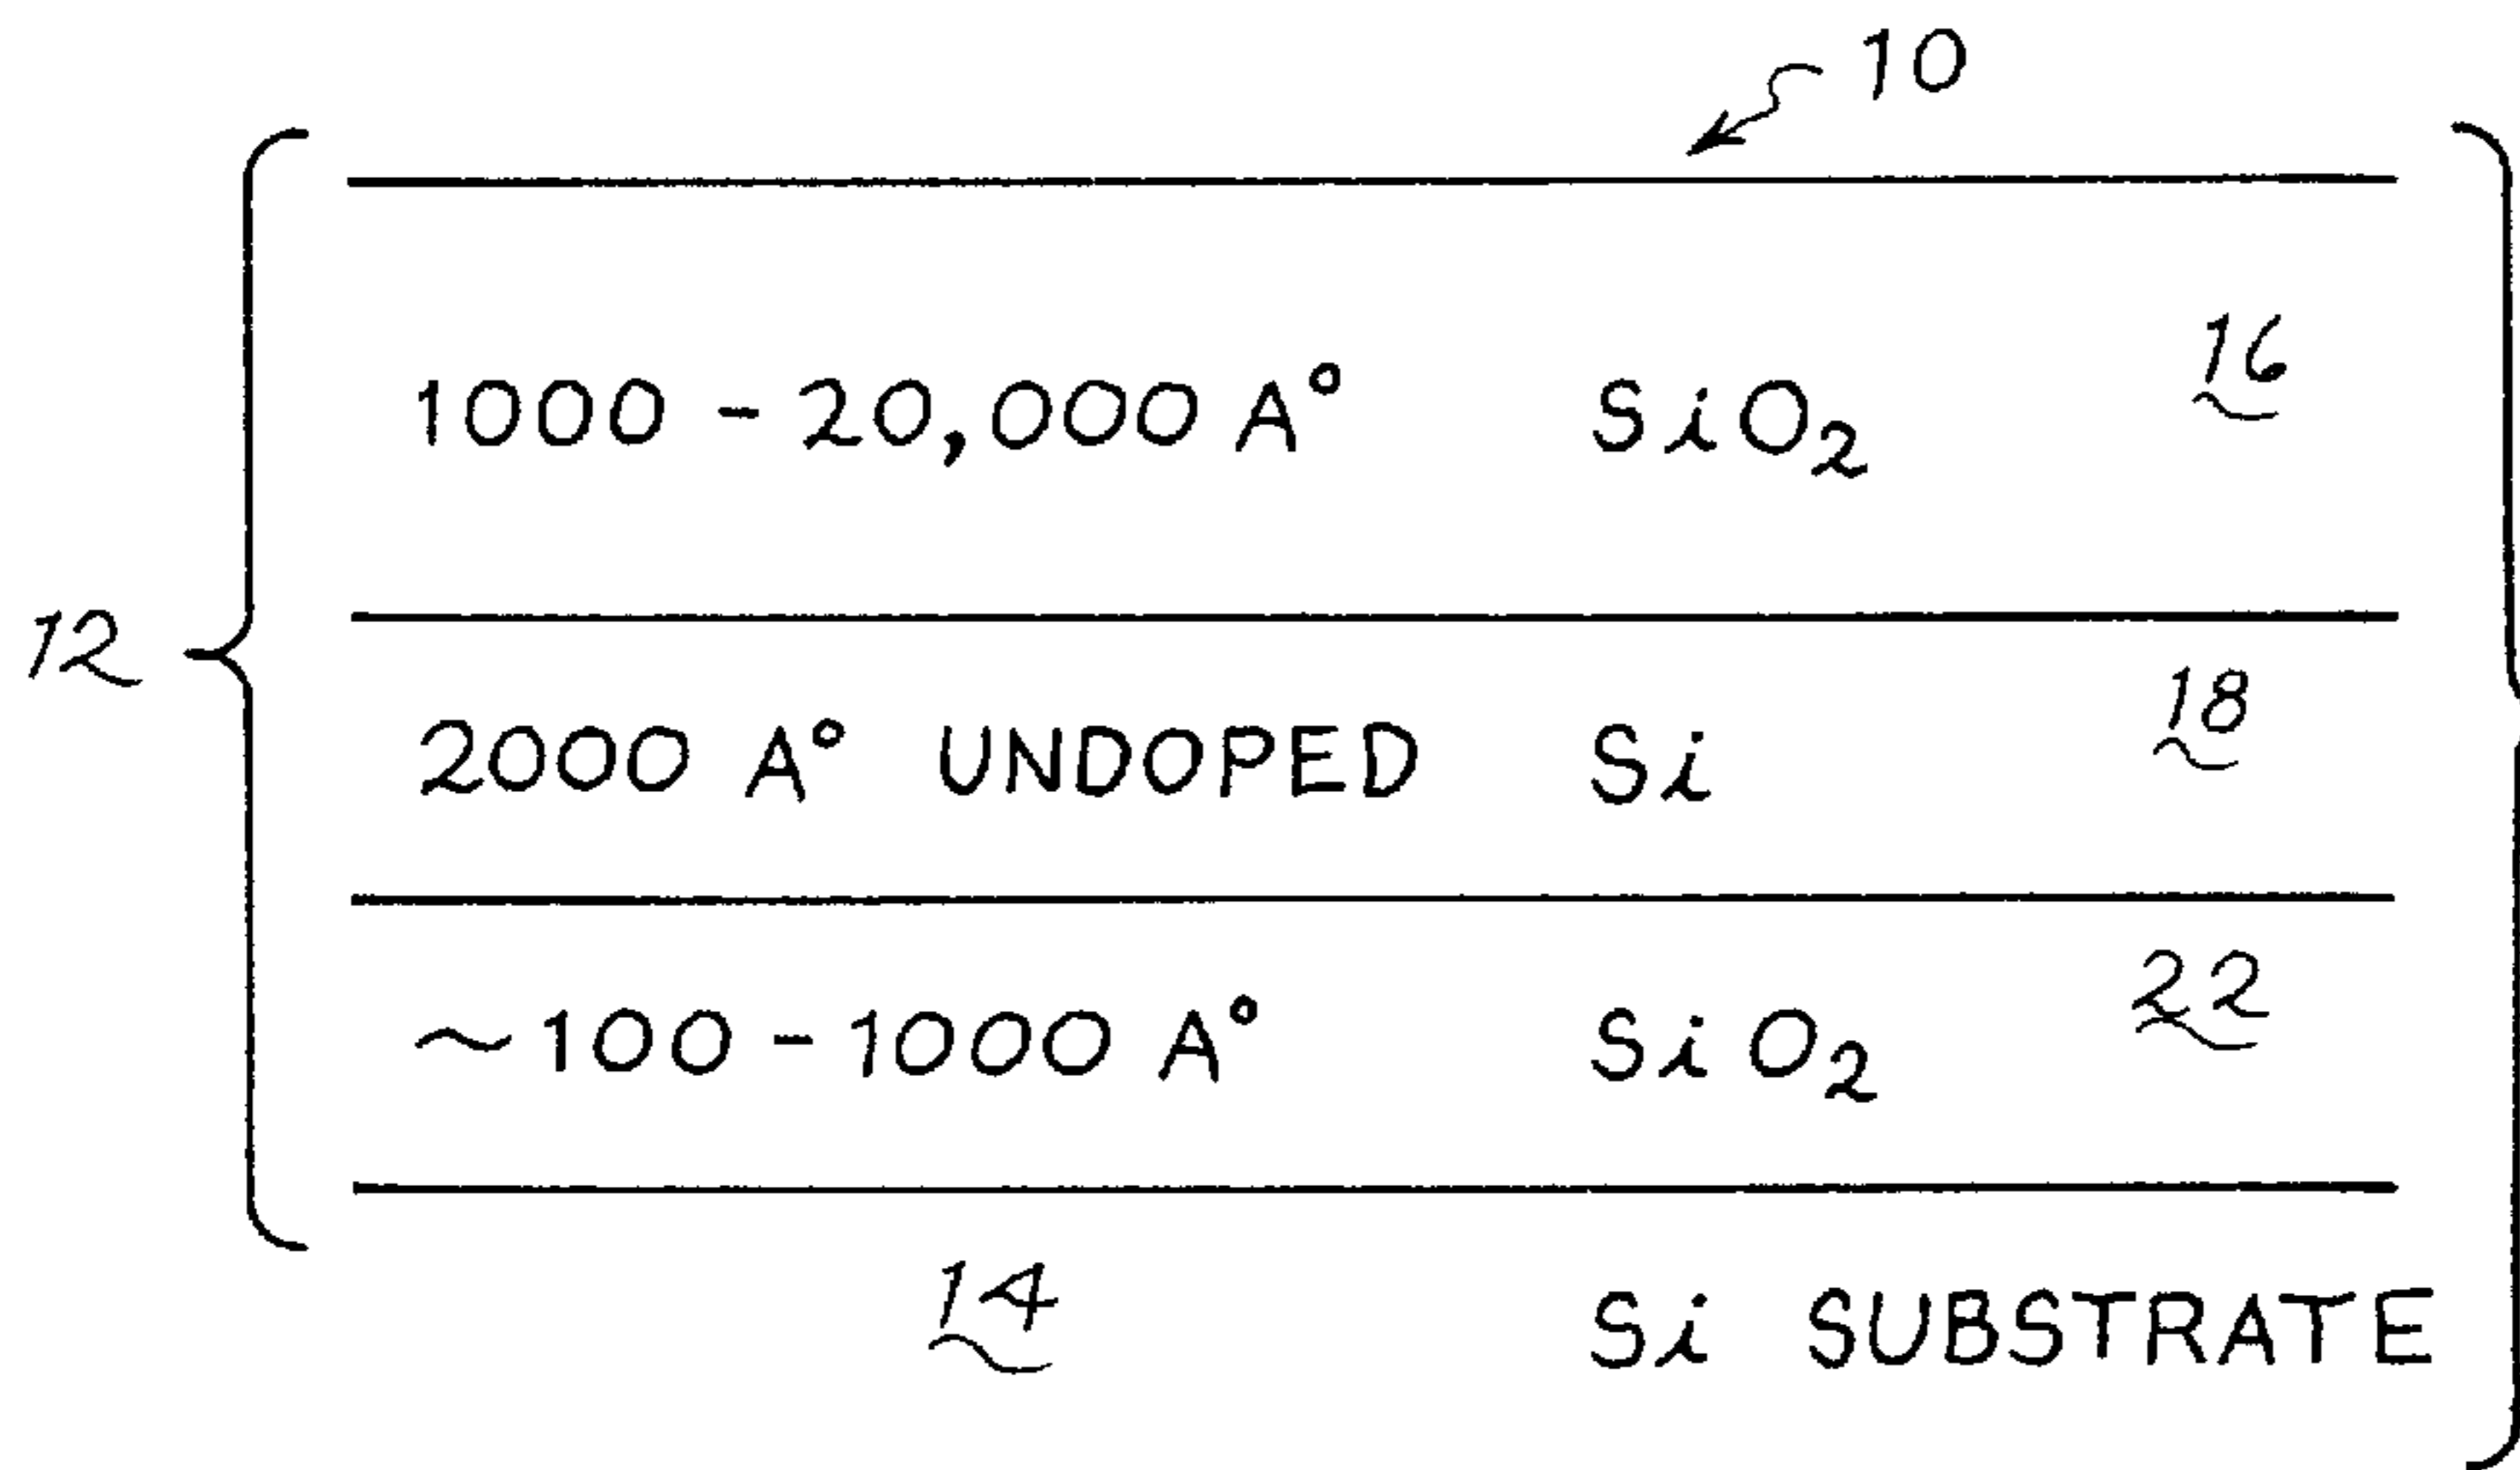 10
16
1000 - 20,000 A° SiO₂
12
18
2000 A° UNDOPED Si
22
~100 - 1000 A° SiO₂
14
Si SUBSTRATE